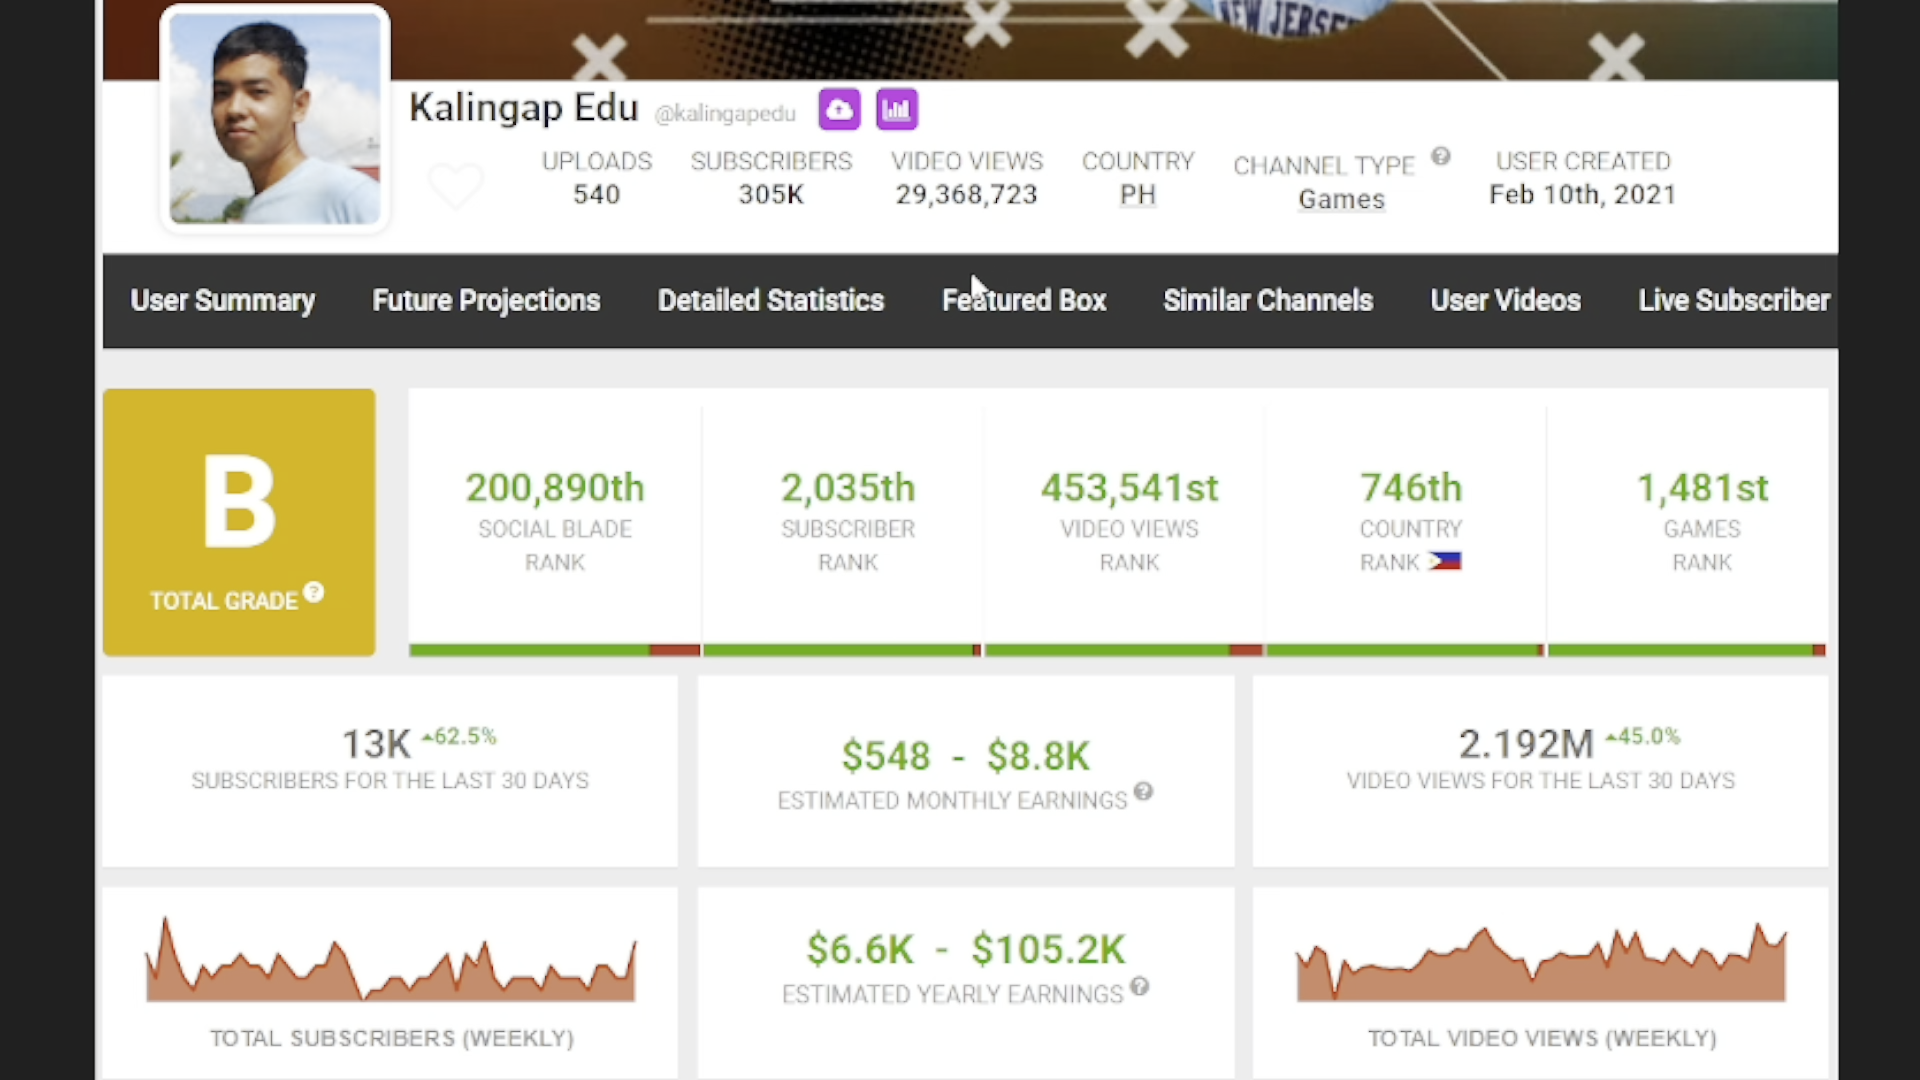 NEW JERSE
Kalingap Edu @kalingapedu
UPLOADS SUBSCRIBERS VIDEO VIEWS COUNTRY CHANNEL TYPE ? USER CREATED
540 305K 29,368,723 PH Games Feb 10th, 2021
User Summary Future Projections Detailed Statistics Featured Box Similar Channels User Videos Live Subscriber
B
TOTAL GRADE ?
200,890th 2,035th 453,541st 746th 1,481st
SOCIAL BLADE SUBSCRIBER VIDEO VIEWS COUNTRY GAMES
RANK RANK RANK RANK RANK
13K 62.5%
SUBSCRIBERS FOR THE LAST 30 DAYS
$548 - $8.8K
ESTIMATED MONTHLY EARNINGS ?
2.192M 45.0%
VIDEO VIEWS FOR THE LAST 30 DAYS
TOTAL SUBSCRIBERS (WEEKLY)
$6.6K - $105.2K
ESTIMATED YEARLY EARNINGS ?
TOTAL VIDEO VIEWS (WEEKLY)